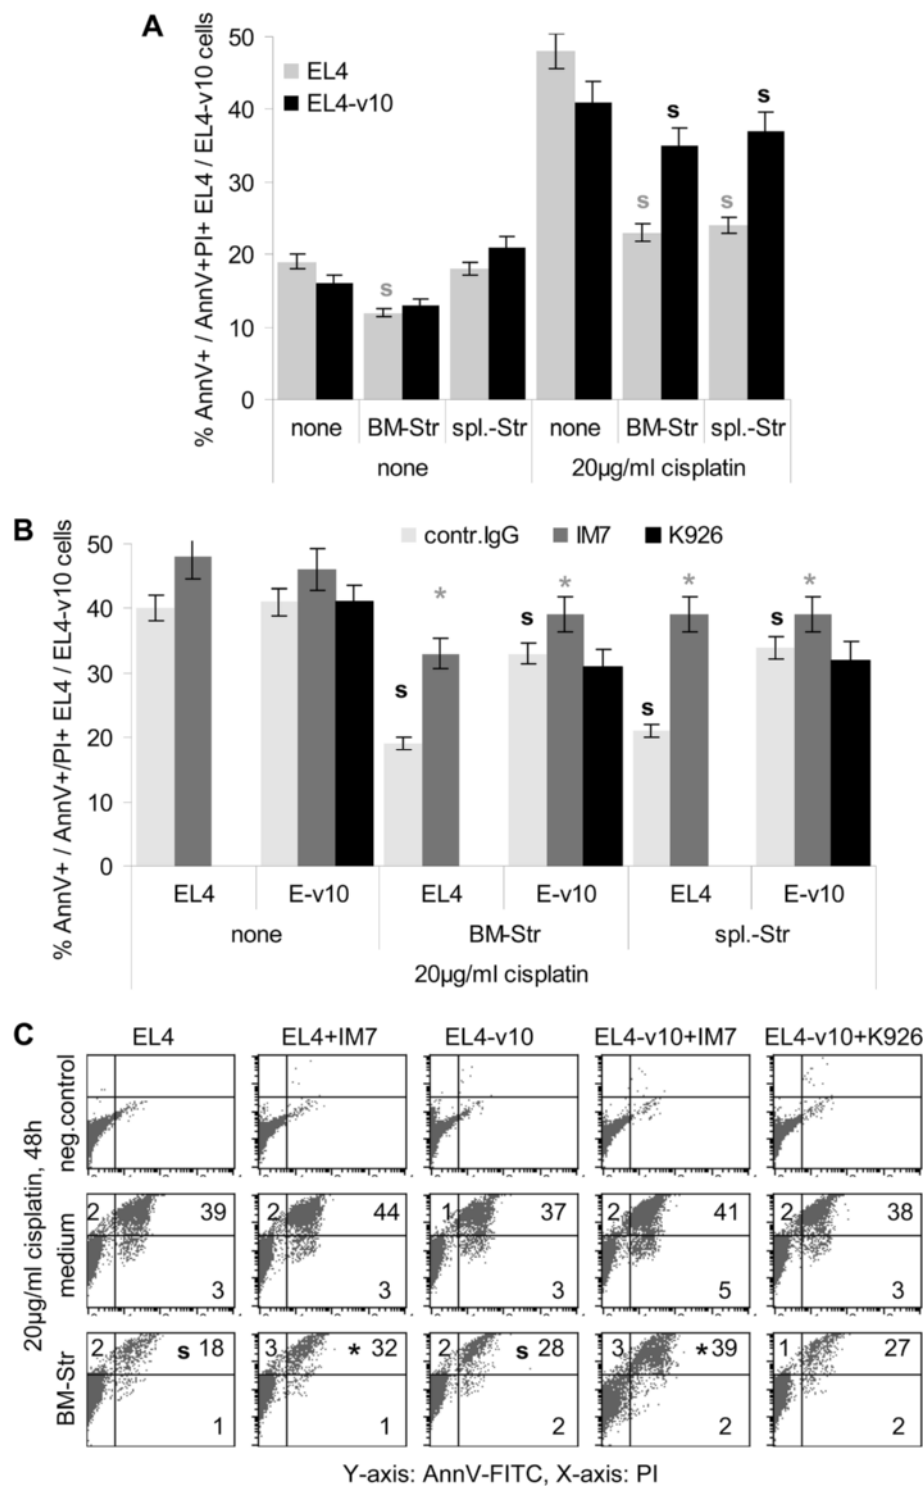 A
% AnnV+ / AnnV+PI+ EL4 / EL4-v10 cells
50
40
30
20
10
0
EL4
EL4-v10
s
s
s
s
s
none BM-Str spl.-Str none BM-Str spl.-Str
none 20µg/ml cisplatin
B
% AnnV+ / AnnV+/PI+ EL4 / EL4-v10 cells
50
40
30
20
10
0
contr.IgG IM7 K926
* * * *
s s s s
EL4 E-v10 EL4 E-v10 EL4 E-v10
none BM-Str spl.-Str
20µg/ml cisplatin
C
EL4 EL4+IM7 EL4-v10 EL4-v10+IM7 EL4-v10+K926
20µg/ml cisplatin, 48h
neg.control
medium
2 39 2 44 1 37 2 41 2 38
3 3 3 5 3
BM-Str
2 s 18 3 * 32 2 s 28 3 * 39 1 27
1 1 2 2 2
Y-axis: AnnV-FITC, X-axis: PI